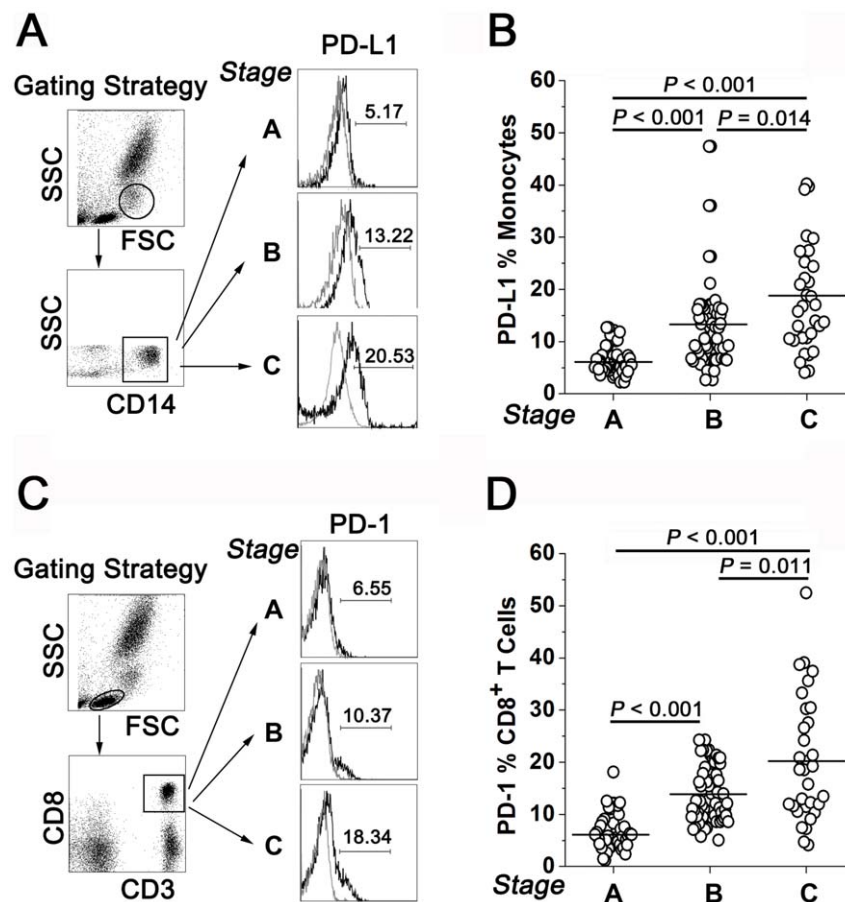 A
Gating Strategy
SSC
FSC
SSC
CD14
Stage
PD-L1
A
5.17
B
13.22
C
20.53
B
PD-L1 % Monocytes
60
50
40
30
20
10
0
P < 0.001
P < 0.001
P = 0.014
Stage
A
B
C
C
Gating Strategy
SSC
FSC
CD8
CD3
Stage
PD-1
A
6.55
B
10.37
C
18.34
D
PD-1 % CD8⁺ T Cells
60
50
40
30
20
10
0
P < 0.001
P = 0.011
P < 0.001
Stage
A
B
C